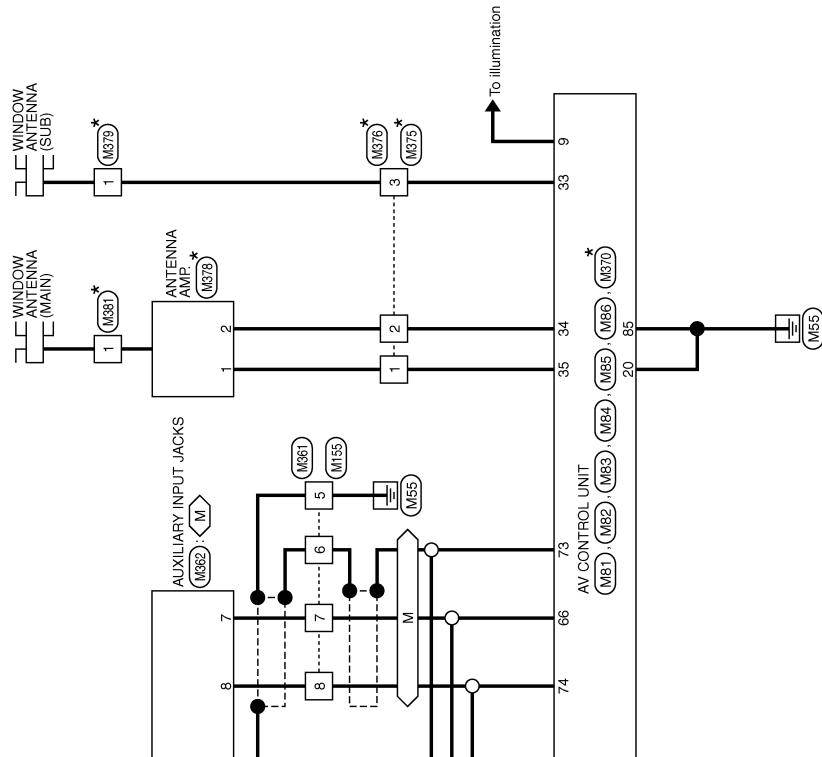 WINDOW
ANTENNA
(SUB)
1
M379
*
3
M376
*
M375
*
To illumination
9
33
WINDOW
ANTENNA
(MAIN)
1
M381
*
ANTENNA
AMP.
M378
*
2
1
2
1
34
35
AUXILIARY INPUT JACKS
M362 : M
7
8
M361
M155
5
6
7
8
M55
M
73
66
74
AV CONTROL UNIT
M81 , M82 , M83 , M84 , M85 , M86 , M370
*
85
20
M55